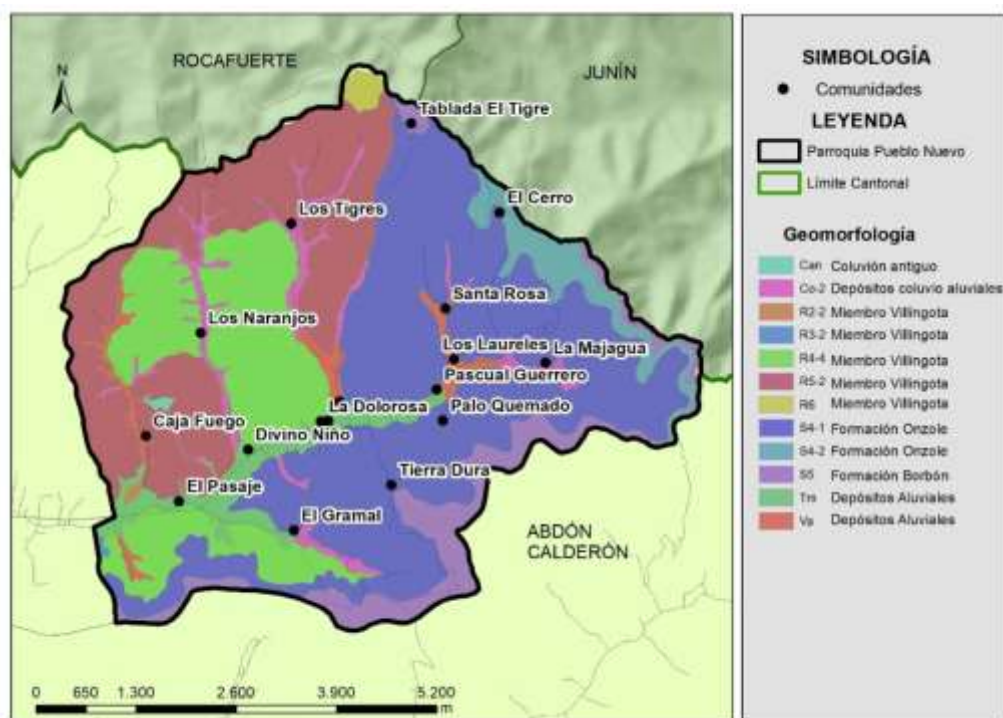 ROCAFUERTE
JUNÍN
N
Tablada El Tigre
El Cerro
Los Tigres
Santa Rosa
Los Naranjos
Los Laureles
La Majagua
Pascual Guerrero
La Dolorosa
Palo Quemado
Caja Fuego
Divino Niño
Tierra Dura
El Pasaje
El Gramal
ABDÓN
CALDERÓN
0 650 1.300 2.600 3.900 5.200
m
SIMBOLOGÍA
Comunidades
LEYENDA
Parroquia Pueblo Nuevo
Límite Cantonal
Geomorfología
Can Coluvión antiguo
Co-2 Depósitos coluvio aluviales
R2-2 Miembro Villingota
R3-2 Miembro Villingota
R4-4 Miembro Villingota
R5-2 Miembro Villingota
R6 Miembro Villingota
S4-1 Formación Onzole
S4-2 Formación Onzole
S5 Formación Borbón
Depósitos Aluviales
Depósitos Aluviales